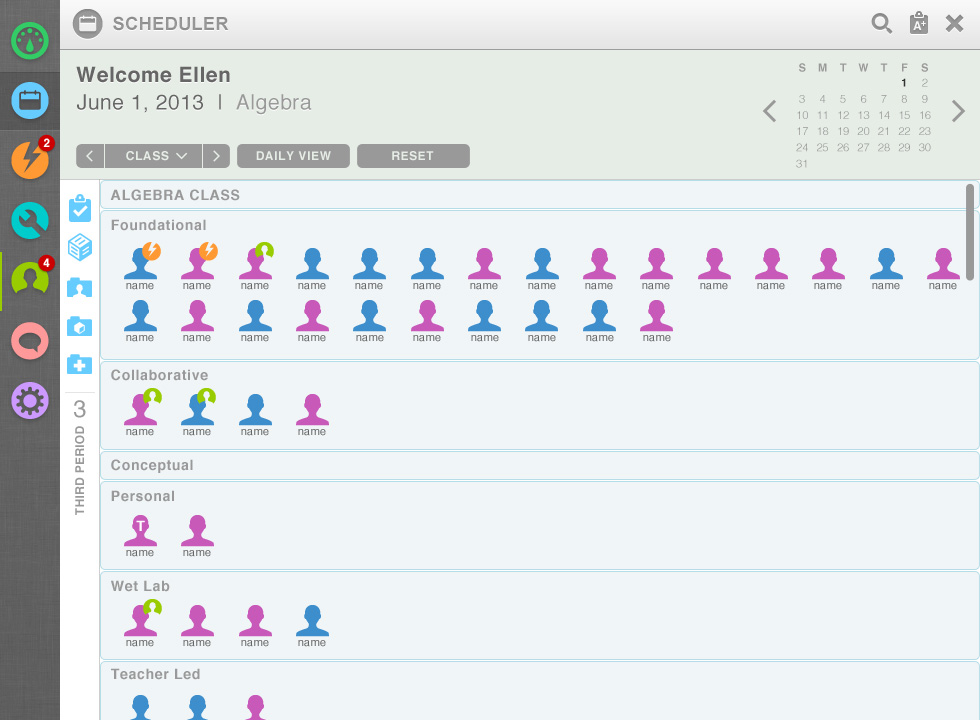 SCHEDULER
A+
Welcome Ellen
June 1, 2013 | Algebra
CLASS
DAILY VIEW
RESET
S M T W T F S
1 2
3 4 5 6 7 8 9
10 11 12 13 14 15 16
17 18 19 20 21 22 23
24 25 26 27 28 29 30
31
2
4
3
THIRD PERIOD
ALGEBRA CLASS
Foundational
name name name name name name name name name name name name name name name
name name name name name name name name name name
Collaborative
name name name name
Conceptual
Personal
T
name name
Wet Lab
name name name name
Teacher Led